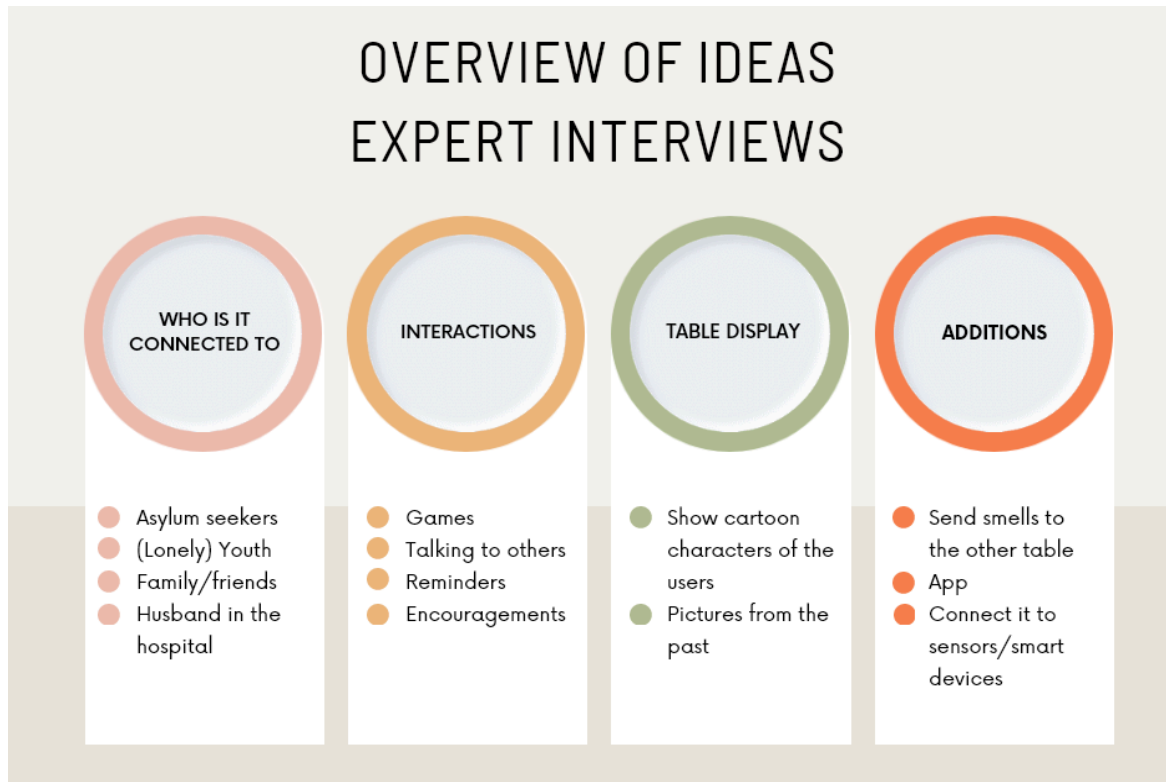 OVERVIEW OF IDEAS
EXPERT INTERVIEWS
WHO IS IT
CONNECTED TO
Asylum seekers
(Lonely) Youth
Family/friends
Husband in the
hospital
INTERACTIONS
Games
Talking to others
Reminders
Encouragements
TABLE DISPLAY
Show cartoon
characters of the
users
Pictures from the
past
ADDITIONS
Send smells to
the other table
App
Connect it to
sensors/smart
devices